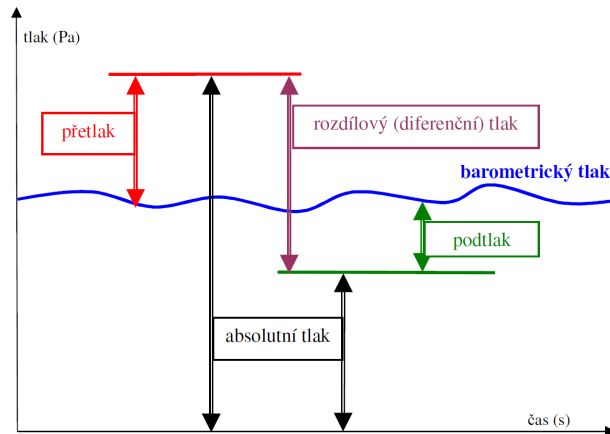 tlak (Pa)
přetlak
rozdílový (diferenční) tlak
barometrický tlak
podtlak
absolutní tlak
čas (s)